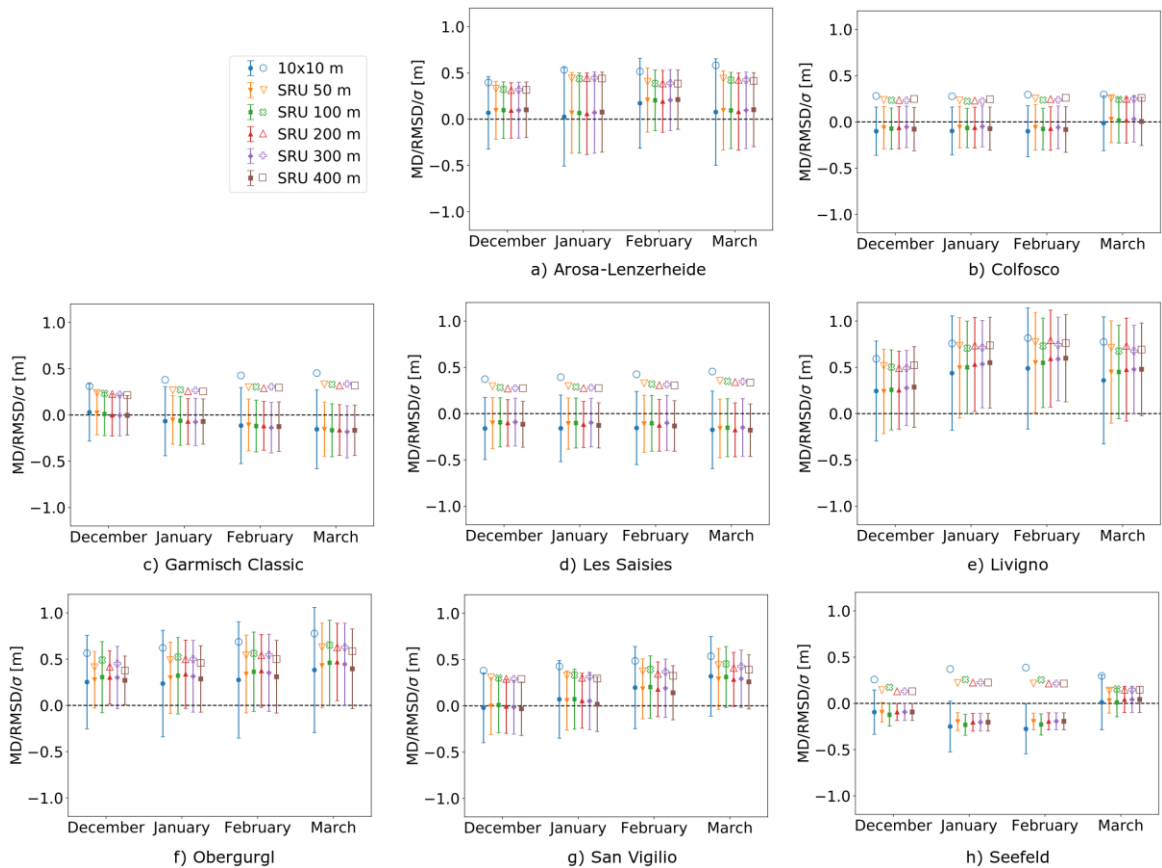 10x10 m
SRU 50 m
SRU 100 m
SRU 200 m
SRU 300 m
SRU 400 m
MD/RMSD/σ [m]
1.0
0.5
0.0
−0.5
−1.0
December January February March
a) Arosa-Lenzerheide
MD/RMSD/σ [m]
1.0
0.5
0.0
−0.5
−1.0
December January February March
b) Colfosco
MD/RMSD/σ [m]
1.0
0.5
0.0
−0.5
−1.0
December January February March
c) Garmisch Classic
MD/RMSD/σ [m]
1.0
0.5
0.0
−0.5
−1.0
December January February March
d) Les Saisies
MD/RMSD/σ [m]
1.0
0.5
0.0
−0.5
−1.0
December January February March
e) Livigno
MD/RMSD/σ [m]
1.0
0.5
0.0
−0.5
−1.0
December January February March
f) Obergurgl
MD/RMSD/σ [m]
1.0
0.5
0.0
−0.5
−1.0
December January February March
g) San Vigilio
MD/RMSD/σ [m]
1.0
0.5
0.0
−0.5
−1.0
December January February March
h) Seefeld